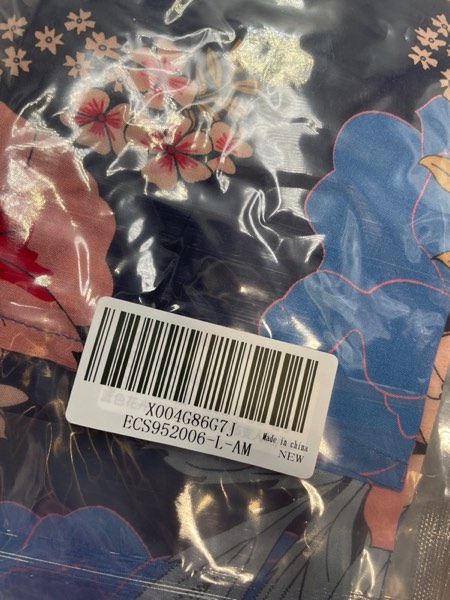 X004G86G7J
ECS952006-L-AM
Made in china
NEW